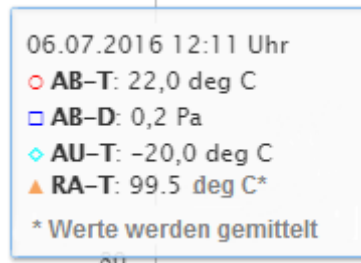 06.07.2016 12:11 Uhr
AB–T: 22,0 deg C
AB–D: 0,2 Pa
AU–T: –20,0 deg C
RA–T: 99.5 deg C*
* Werte werden gemittelt